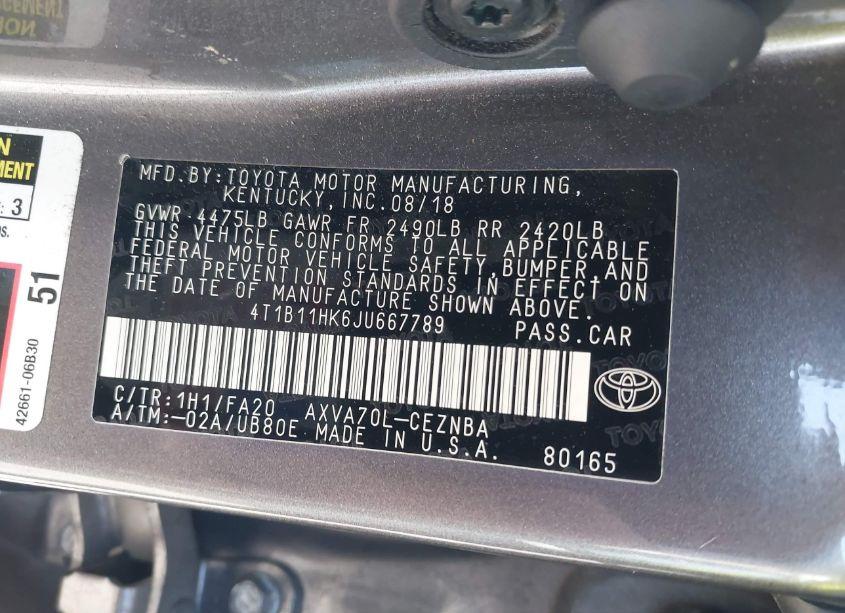 MFD.BY:TOYOTA MOTOR MANUFACTURING,
KENTUCKY,INC.08/18
GVWR 4475LB GAWR FR 2490LB RR 2420LB
THIS VEHICLE CONFORMS TO ALL APPLICABLE
FEDERAL MOTOR VEHICLE SAFETY,BUMPER,AND
THEFT PREVENTION STANDARDS IN EFFECT ON
THE DATE OF MANUFACTURE SHOWN ABOVE.
4T1B11HK6JU667789 PASS.CAR
C/TR:1H1/FA20 AXVA70L-CEZNBA
A/TM:-02A/UB80E MADE IN U.S.A. 80165
MENT
3
51
42661-06B30